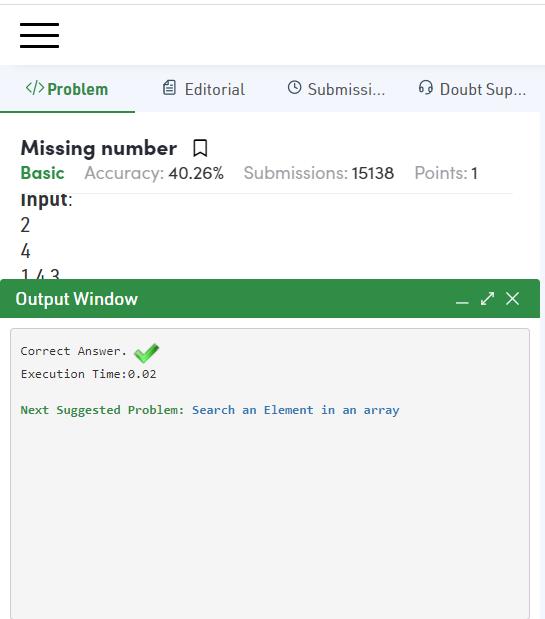 </> Problem
Editorial
Submissi...
Doubt Sup...
Missing number
Basic Accuracy: 40.26% Submissions: 15138 Points: 1
Input:
2
4
1 4 3
Output Window
Correct Answer.
Execution Time:0.02
Next Suggested Problem: Search an Element in an array